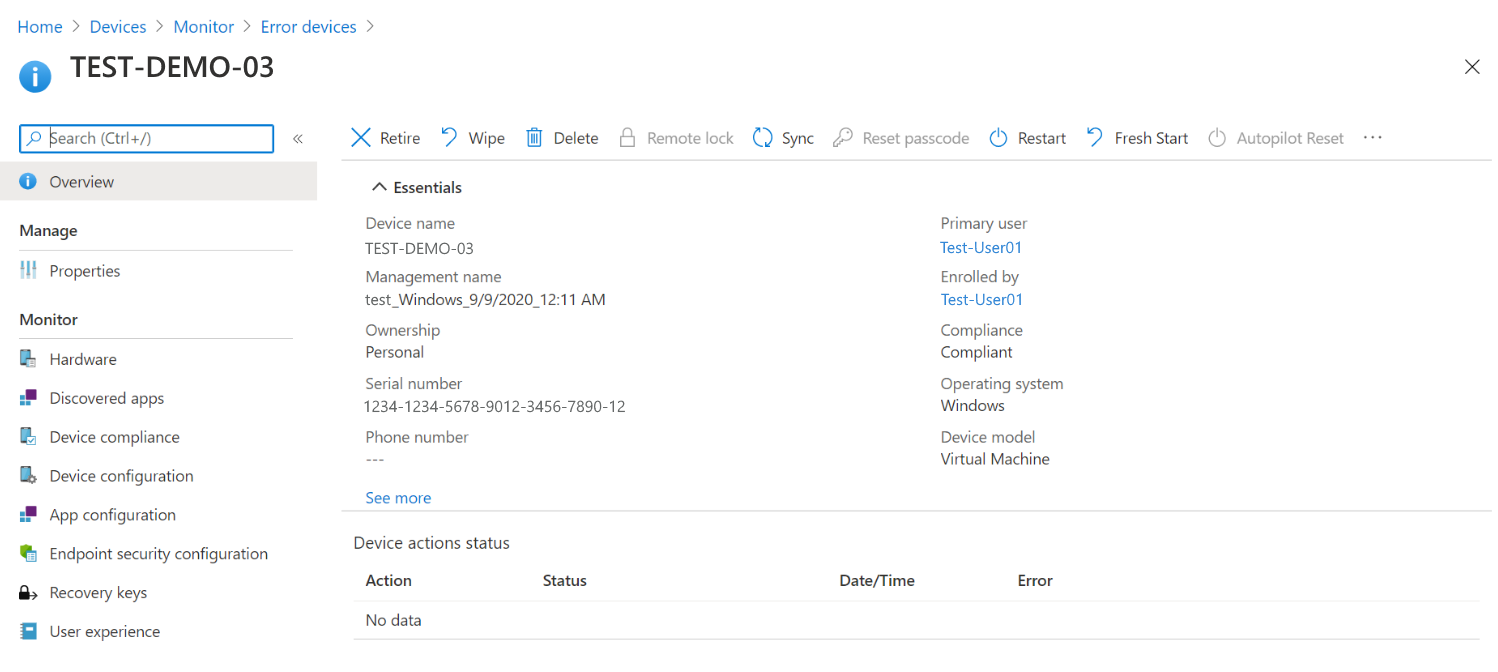 Home > Devices > Monitor > Error devices >
TEST-DEMO-03
Search (Ctrl+/)
«
Retire Wipe Delete Remote lock Sync Reset passcode Restart Fresh Start Autopilot Reset ···
Overview
Manage
Properties
Monitor
Hardware
Discovered apps
Device compliance
Device configuration
App configuration
Endpoint security configuration
Recovery keys
User experience
Essentials
Device name
TEST-DEMO-03
Management name
test_Windows_9/9/2020_12:11 AM
Ownership
Personal
Serial number
1234-1234-5678-9012-3456-7890-12
Phone number
---
See more
Primary user
Test-User01
Enrolled by
Test-User01
Compliance
Compliant
Operating system
Windows
Device model
Virtual Machine
Device actions status
Action Status Date/Time Error
No data